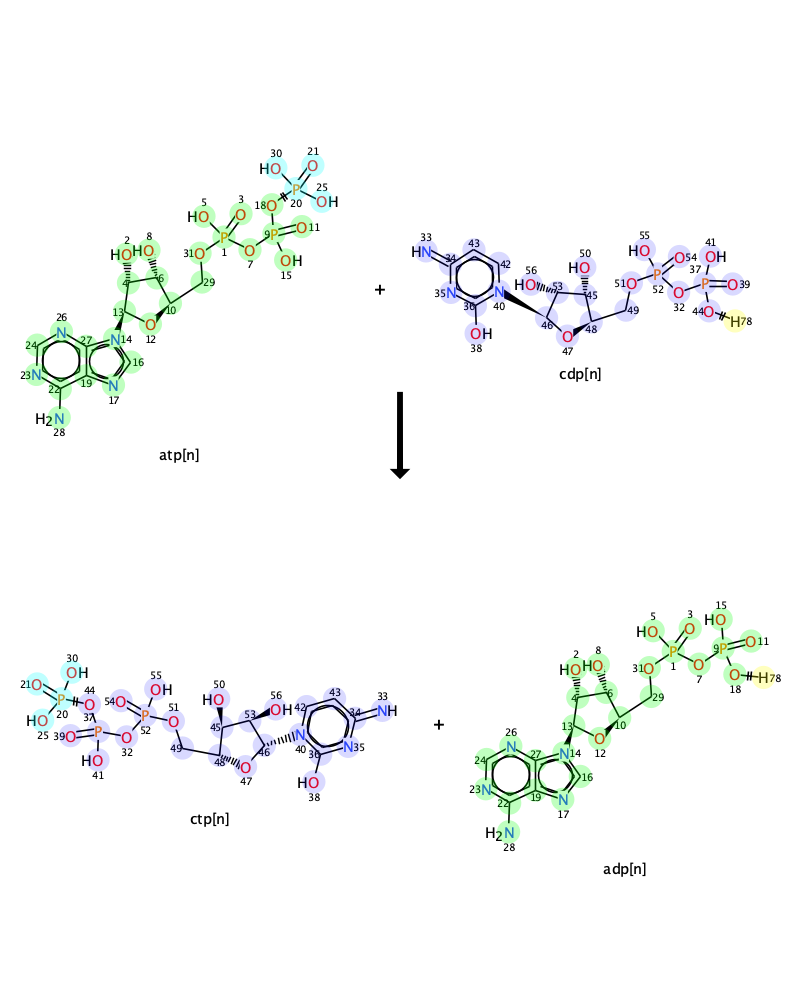 30 21
HO O
5 3 18 O P 25 OH
HO O 20
2 8 31 O P O 9 P O 11
HO HO 1 7 OH
4 6 29 15
13 10
26 O 12
24 N 27 N 14
23 N 19 16
22 N
17
H2N
28
atp[n]
+
33 43 50 55 41
HN 34 42 56 HO HO O 54 OH
35 N N HO 53 45 51 O P 37 P O 39
36 40 52 O
OH 46 O 48 49 32 44 O H 78
38 47
cdp[n]
30 50 33
21 O OH 44 55 HO 53 56 OH 43 NH
P O 54 O OH 51 42 34
HO 20 37 P O 45 N N 35
25 39 O P O 52 49 48 O 46 40 36
HO 32 47 HO
41 38
ctp[n]
+
5 3 15
HO O HO
2 8 31 O P O 9 P O 11
HO HO 1 7 O H 78
4 6 29 18
13 10
26 O 12
24 N 27 N 14
23 N 19 16
22 N
17
H2N
28
adp[n]